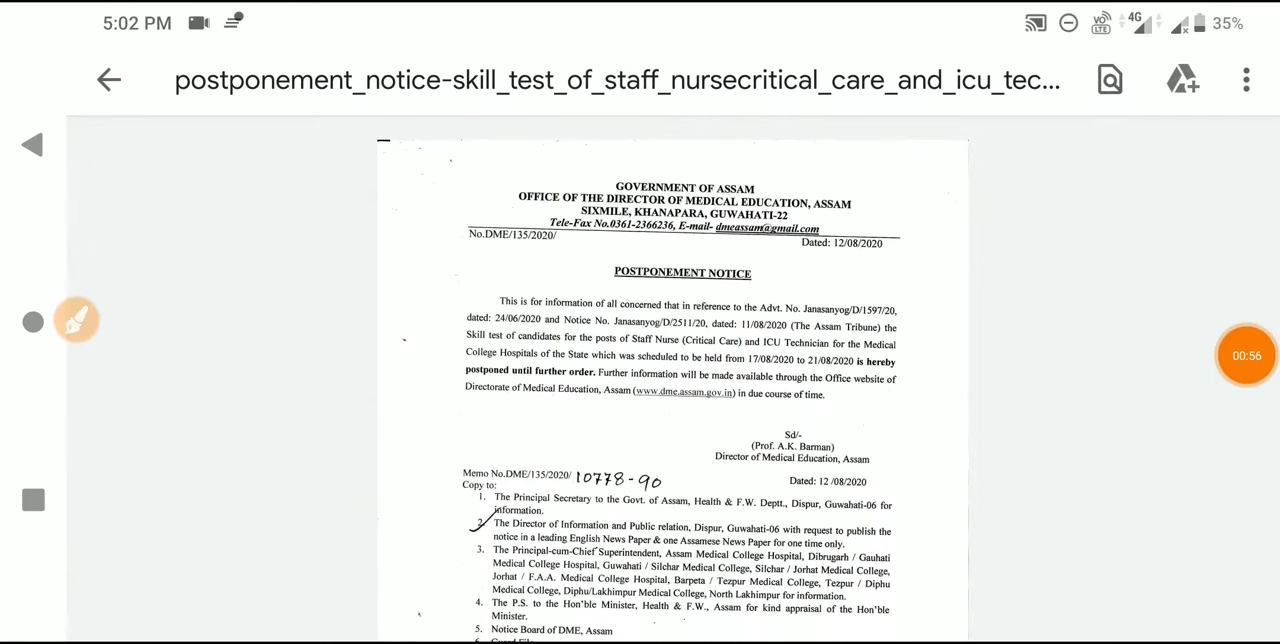 5:02 PM
4G
VO))
LTE
35%
postponement_notice-skill_test_of_staff_nursecritical_care_and_icu_tec...
GOVERNMENT OF ASSAM
OFFICE OF THE DIRECTOR OF MEDICAL EDUCATION, ASSAM
SIXMILE, KHANAPARA, GUWAHATI-22
Tele-Fax No.0361-2366236, E-mail- dmeassam@gmail.com
No.DME/135/2020/
Dated: 12/08/2020
POSTPONEMENT NOTICE
This is for information of all concerned that in reference to the Advt. No. Janasanyog/D/1597/20,
dated: 24/06/2020 and Notice No. Janasanyog/D/2511/20, dated: 11/08/2020 (The Assam Tribune) the
Skill test of candidates for the posts of Staff Nurse (Critical Care) and ICU Technician for the Medical
College Hospitals of the State which was scheduled to be held from 17/08/2020 to 21/08/2020 is hereby
postponed until further order. Further information will be made available through the Office website of
Directorate of Medical Education, Assam (www.dme.assam.gov.in) in due course of time.
00:56
Sd/-
(Prof. A.K. Barman)
Director of Medical Education, Assam
Memo No.DME/135/2020/ 10778-90
Dated: 12 /08/2020
Copy to:
1. The Principal Secretary to the Govt. of Assam, Health & F.W. Deptt., Dispur, Guwahati-06 for
information.
2. The Director of Information and Public relation, Dispur, Guwahati-06 with request to publish the
notice in a leading English News Paper & one Assamese News Paper for one time only.
3. The Principal-cum-Chief Superintendent, Assam Medical College Hospital, Dibrugarh / Gauhati
Medical College Hospital, Guwahati / Silchar Medical College, Silchar / Jorhat Medical College,
Jorhat / F.A.A. Medical College Hospital, Barpeta / Tezpur Medical College, Tezpur / Diphu
Medical College, Diphu/Lakhimpur Medical College, North Lakhimpur for information.
4. The P.S. to the Hon'ble Minister, Health & F.W., Assam for kind appraisal of the Hon'ble
Minister.
5. Notice Board of DME, Assam